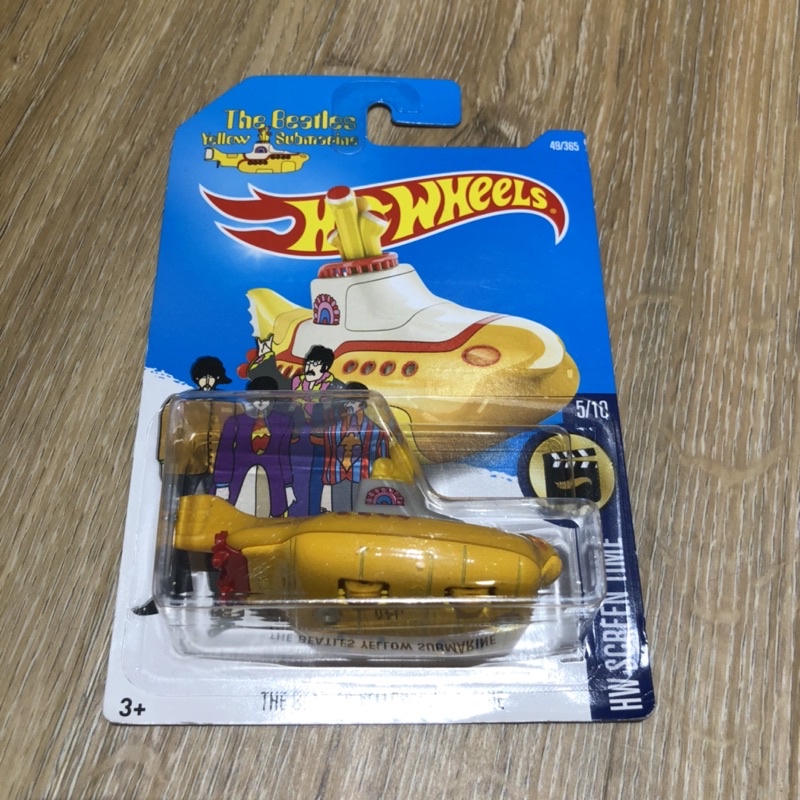 The Beatles
Yellow Submarine
49/365
Hot Wheels
5/10
HW SCREEN TIME
THE BEATLES YELLOW SUBMARINE
3+